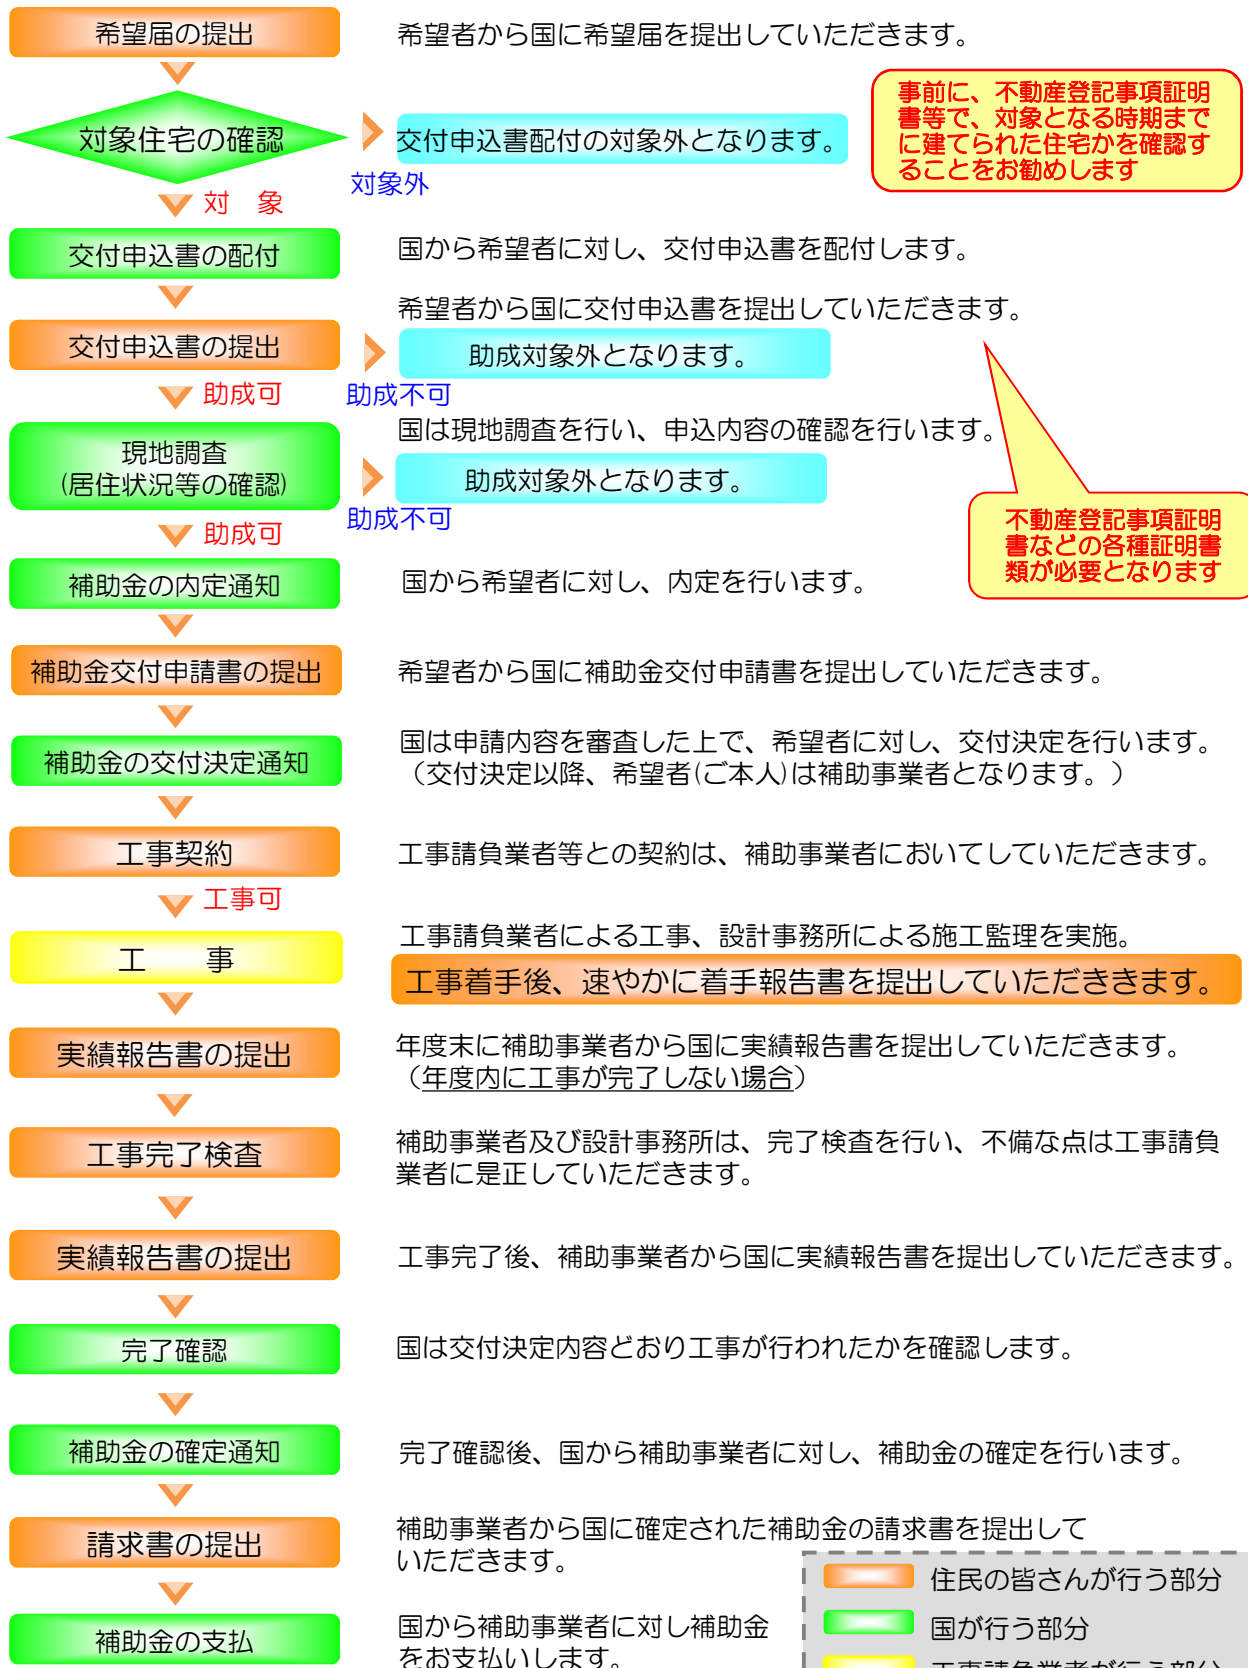 希望届の提出
希望者から国に希望届を提出していただきます。
事前に、不動産登記事項証明
書等で、対象となる時期まで
に建てられた住宅かを確認す
ることをお勧めします
対象住宅の確認
交付申込書配付の対象外となります。
対象外
対　象
交付申込書の配付
国から希望者に対し、交付申込書を配付します。
希望者から国に交付申込書を提出していただきます。
交付申込書の提出
助成対象外となります。
助成可
助成不可
国は現地調査を行い、申込内容の確認を行います。
現地調査
(居住状況等の確認)
助成対象外となります。
助成不可
助成可
不動産登記事項証明
書などの各種証明書
類が必要となります
補助金の内定通知
国から希望者に対し、内定を行います。
補助金交付申請書の提出
希望者から国に補助金交付申請書を提出していただきます。
補助金の交付決定通知
国は申請内容を審査した上で、希望者に対し、交付決定を行います。
（交付決定以降、希望者(ご本人)は補助事業者となります。）
工事契約
工事請負業者等との契約は、補助事業者においてしていただきます。
工事可
工　　事
工事請負業者による工事、設計事務所による施工監理を実施。
工事着手後、速やかに着手報告書を提出していただききます。
実績報告書の提出
年度末に補助事業者から国に実績報告書を提出していただきます。
（年度内に工事が完了しない場合）
工事完了検査
補助事業者及び設計事務所は、完了検査を行い、不備な点は工事請負
業者に是正していただきます。
実績報告書の提出
工事完了後、補助事業者から国に実績報告書を提出していただきます。
完了確認
国は交付決定内容どおり工事が行われたかを確認します。
補助金の確定通知
完了確認後、国から補助事業者に対し、補助金の確定を行います。
請求書の提出
補助事業者から国に確定された補助金の請求書を提出して
いただきます。
補助金の支払
国から補助事業者に対し補助金
をお支払いします。
住民の皆さんが行う部分
国が行う部分
工事請負業者が行う部分